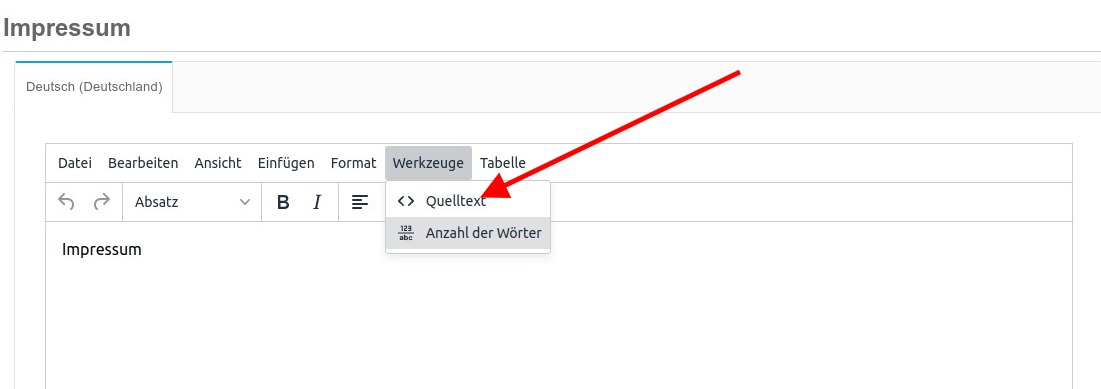 Impressum
Deutsch (Deutschland)
Datei Bearbeiten Ansicht Einfügen Format Werkzeuge Tabelle
Absatz B I
Quelltext
123 abc Anzahl der Wörter
Impressum